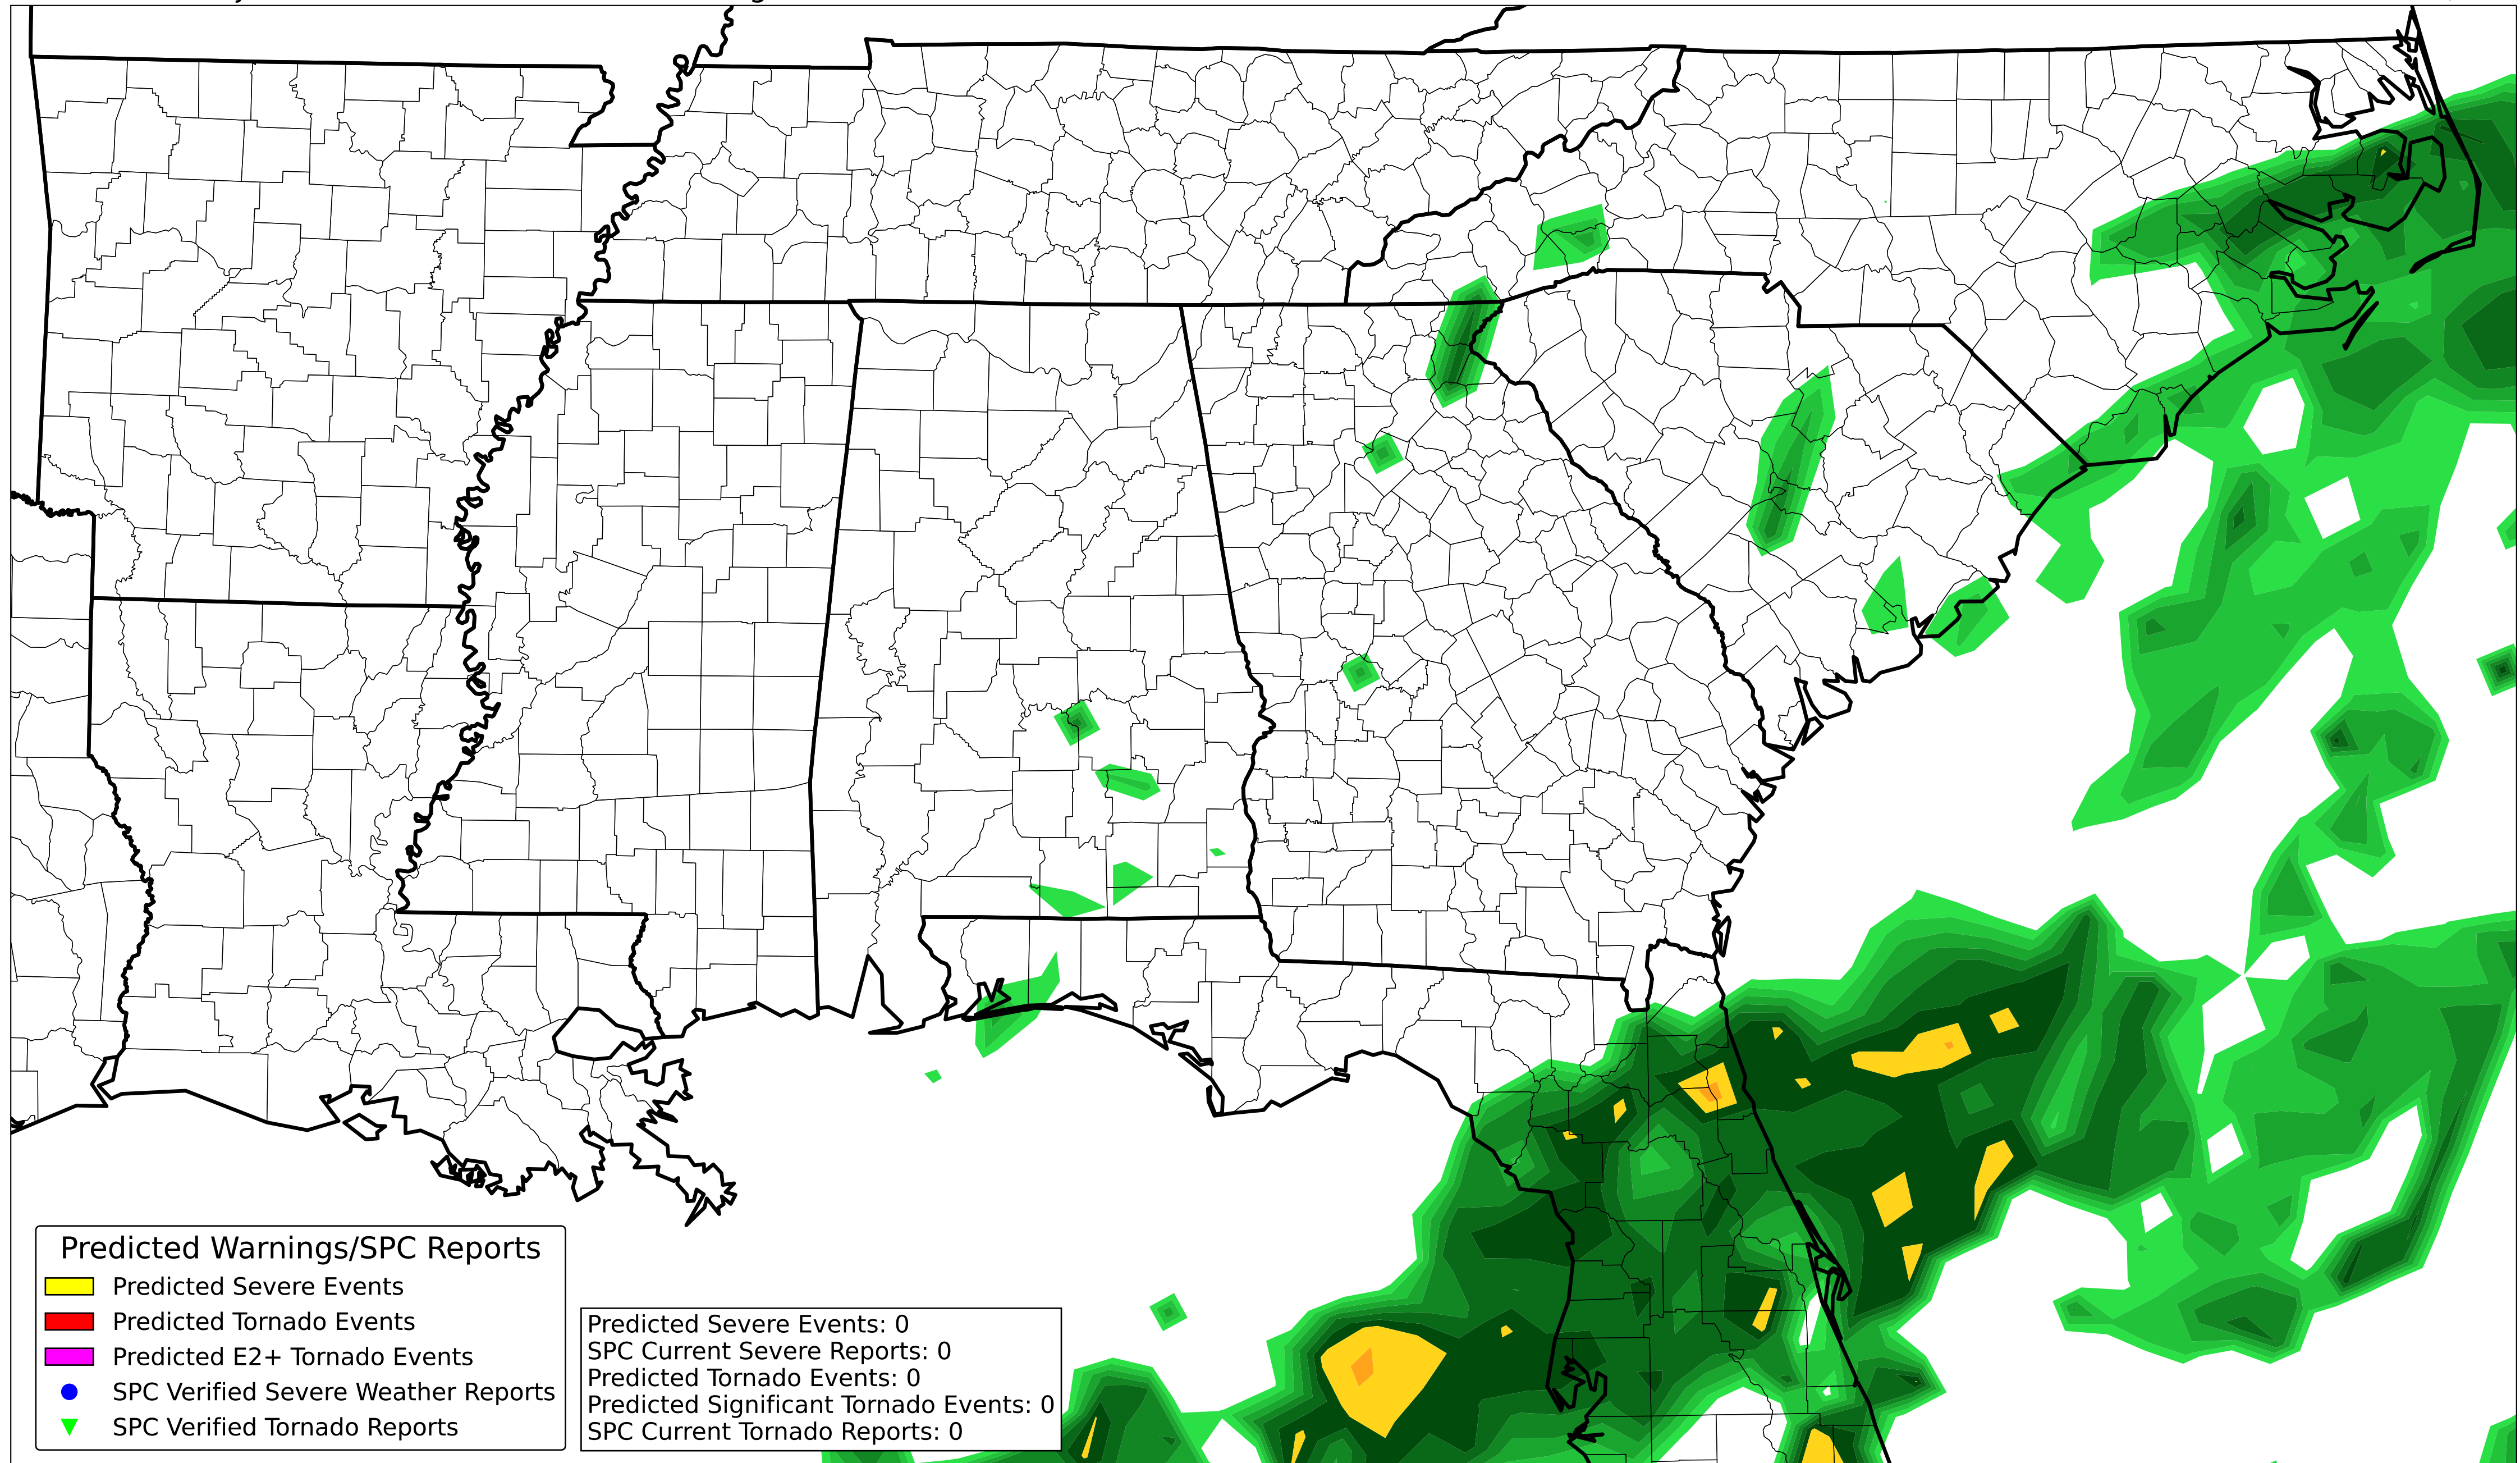 Predicted Warnings/SPC Reports
Predicted Severe Events
Predicted Tornado Events
Predicted E2+ Tornado Events
SPC Verified Severe Weather Reports
SPC Verified Tornado Reports
Predicted Severe Events: 0
SPC Current Severe Reports: 0
Predicted Tornado Events: 0
Predicted Significant Tornado Events: 0
SPC Current Tornado Reports: 0